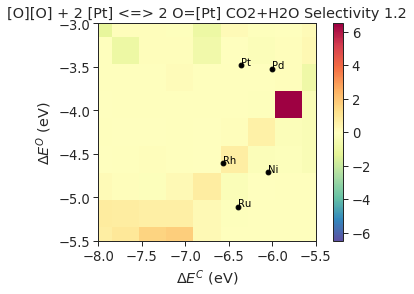 [O][O] + 2 [Pt] <=> 2 O=[Pt] CO2+H2O Selectivity 1.2
−3.0
−3.5
−4.0
−4.5
−5.0
−5.5
ΔE^O (eV)
Pt
Pd
Rh
Ni
Ru
−8.0 −7.5 −7.0 −6.5 −6.0 −5.5
ΔE^C (eV)
6
4
2
0
−2
−4
−6